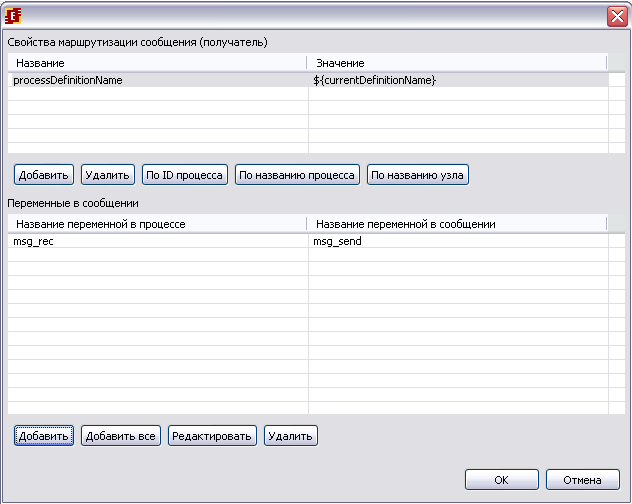 Свойства маршрутизации сообщения (получатель)
Название Значение
processDefinitionName ${currentDefinitionName}
Добавить Удалить По ID процесса По названию процесса По названию узла
Переменные в сообщении
Название переменной в процессе Название переменной в сообщении
msg_rec msg_send
Добавить Добавить все Редактировать Удалить
OK Отмена